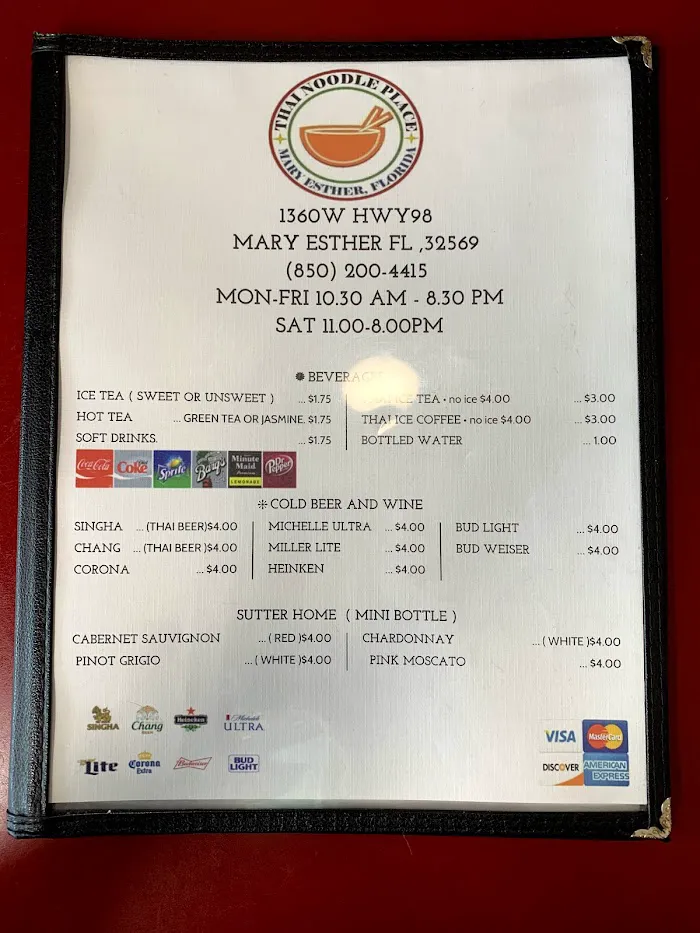 THAI NOODLE PLACE
MARY ESTHER, FLORIDA
1360W HWY98
MARY ESTHER FL ,32569
(850) 200-4415
MON-FRI 10.30 AM - 8.30 PM
SAT 11.00-8.00PM
ICE TEA ( SWEET OR UNSWEET ) ... $1.75
HOT TEA ... GREEN TEA OR JASMINE. $1.75
SOFT DRINKS. ... $1.75
ICE TEA • no ice $4.00 ... $3.00
THAI ICE COFFEE • no ice $4.00 ... $3.00
BOTTLED WATER ... 1.00
Coca-Cola
Diet Coke
Sprite
Barq's
Minute Maid
LEMONADE
Dr Pepper
❊ COLD BEER AND WINE
SINGHA ... (THAI BEER)$4.00
CHANG ... (THAI BEER )$4.00
CORONA ... $4.00
MICHELLE ULTRA ... $4.00
MILLER LITE ... $4.00
HEINKEN ... $4.00
BUD LIGHT ... $4.00
BUD WEISER ... $4.00
SUTTER HOME ( MINI BOTTLE )
CABERNET SAUVIGNON ... ( RED )$4.00
PINOT GRIGIO ... ( WHITE )$4.00
CHARDONNAY ... ( WHITE )$4.00
PINK MOSCATO ... $4.00
SINGHA
Chang
Heineken
Michelob
ULTRA
Lite
Corona
Extra
Budweiser
BUD
LIGHT
VISA
MasterCard
DISCOVER
AMERICAN
EXPRESS